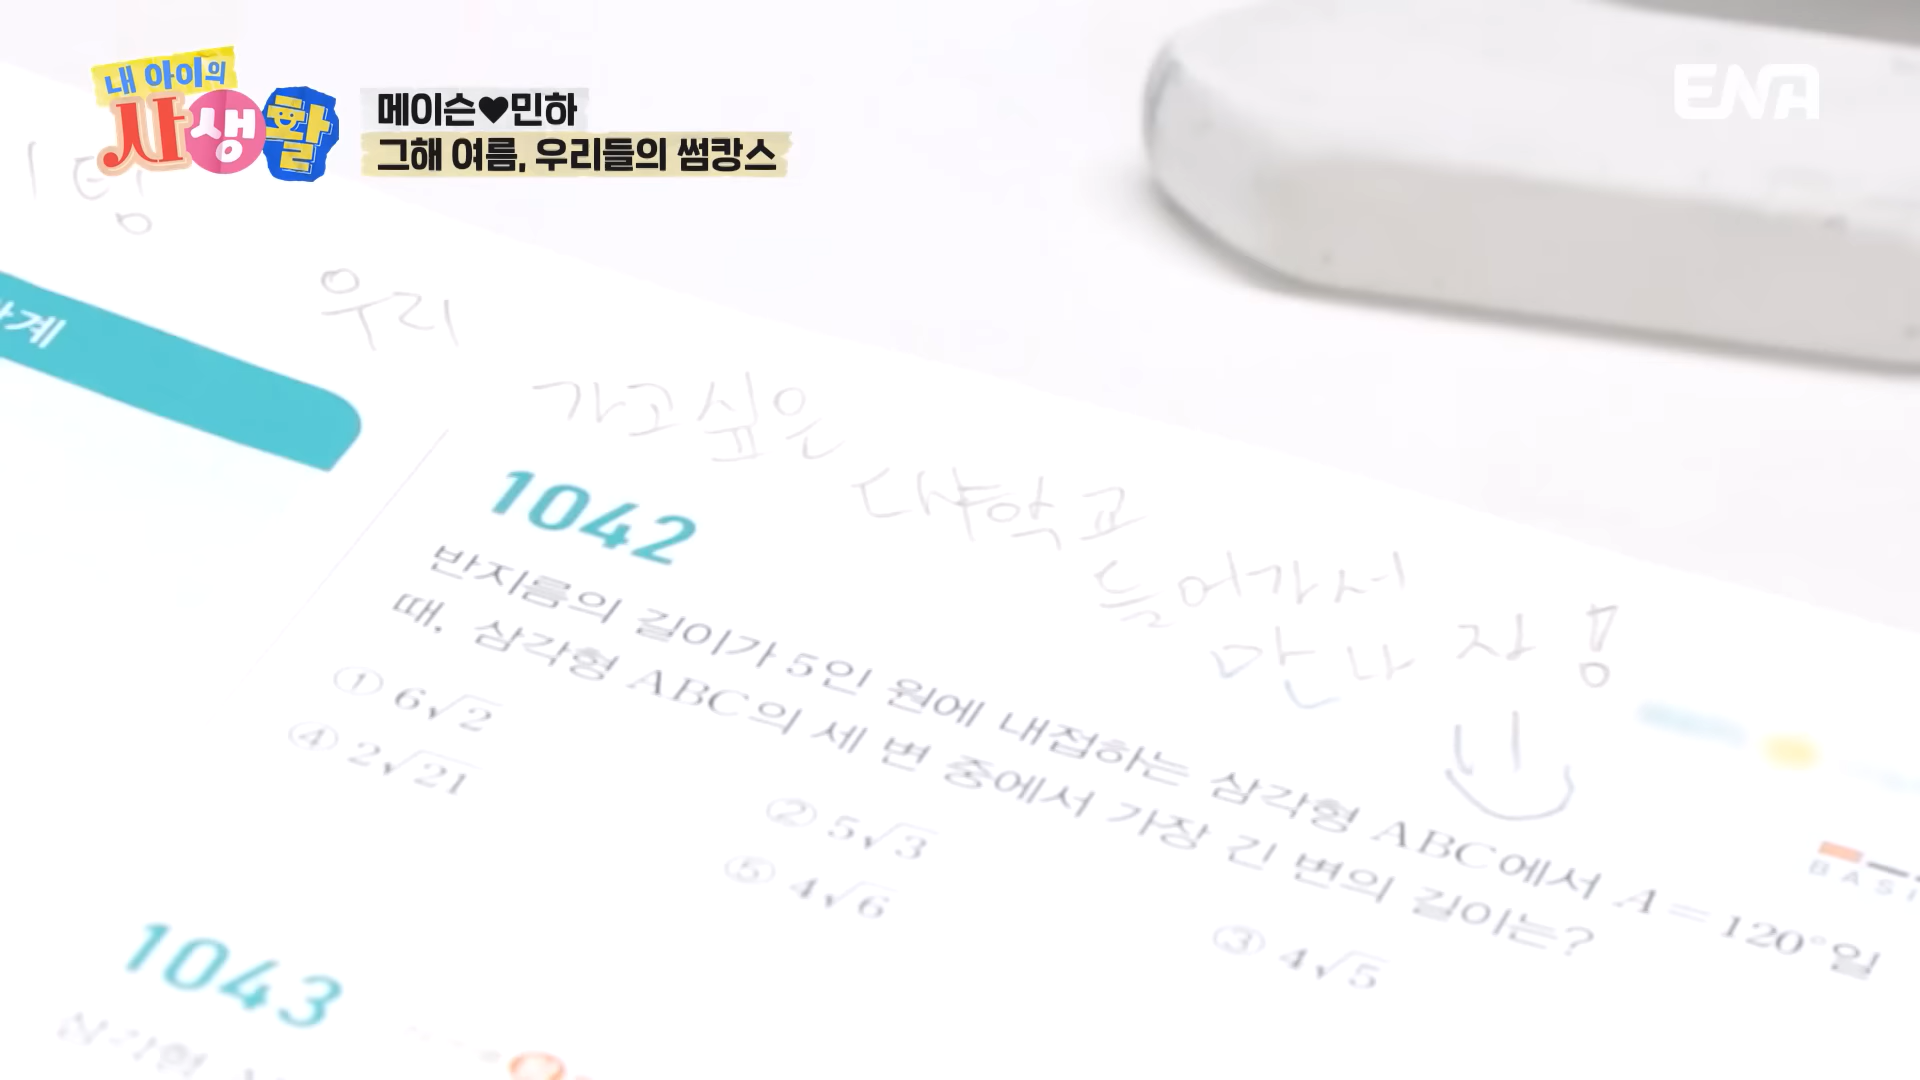 내 아이의
사생활
메이슨♥민하
그해 여름, 우리들의 썸캉스
ENA
우리
가고싶은
대학교
들어가서
만나 장!
1042
반지름의 길이가 5인 원에 내접하는 삼각형 ABC에서 A=120°일
때, 삼각형 ABC의 세 변 중에서 가장 긴 변의 길이는?
① 6√2
② 5√3
③ 4√5
④ 2√21
⑤ 4√6
1043
삼각형